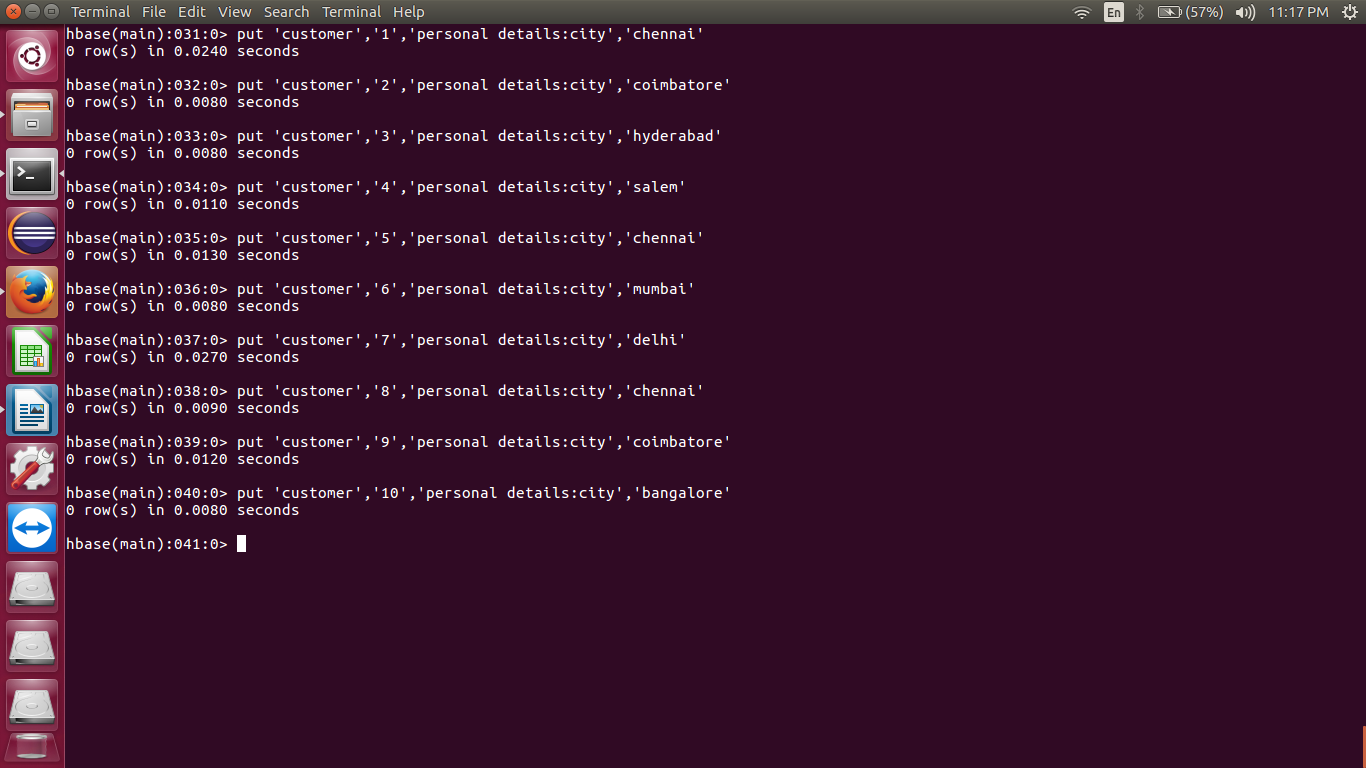 Terminal File Edit View Search Terminal Help En (57%) 11:17 PM
hbase(main):031:0> put 'customer','1','personal details:city','chennai'
0 row(s) in 0.0240 seconds
hbase(main):032:0> put 'customer','2','personal details:city','coimbatore'
0 row(s) in 0.0080 seconds
hbase(main):033:0> put 'customer','3','personal details:city','hyderabad'
0 row(s) in 0.0080 seconds
hbase(main):034:0> put 'customer','4','personal details:city','salem'
0 row(s) in 0.0110 seconds
hbase(main):035:0> put 'customer','5','personal details:city','chennai'
0 row(s) in 0.0130 seconds
hbase(main):036:0> put 'customer','6','personal details:city','mumbai'
0 row(s) in 0.0080 seconds
hbase(main):037:0> put 'customer','7','personal details:city','delhi'
0 row(s) in 0.0270 seconds
hbase(main):038:0> put 'customer','8','personal details:city','chennai'
0 row(s) in 0.0090 seconds
hbase(main):039:0> put 'customer','9','personal details:city','coimbatore'
0 row(s) in 0.0120 seconds
hbase(main):040:0> put 'customer','10','personal details:city','bangalore'
0 row(s) in 0.0080 seconds
hbase(main):041:0>